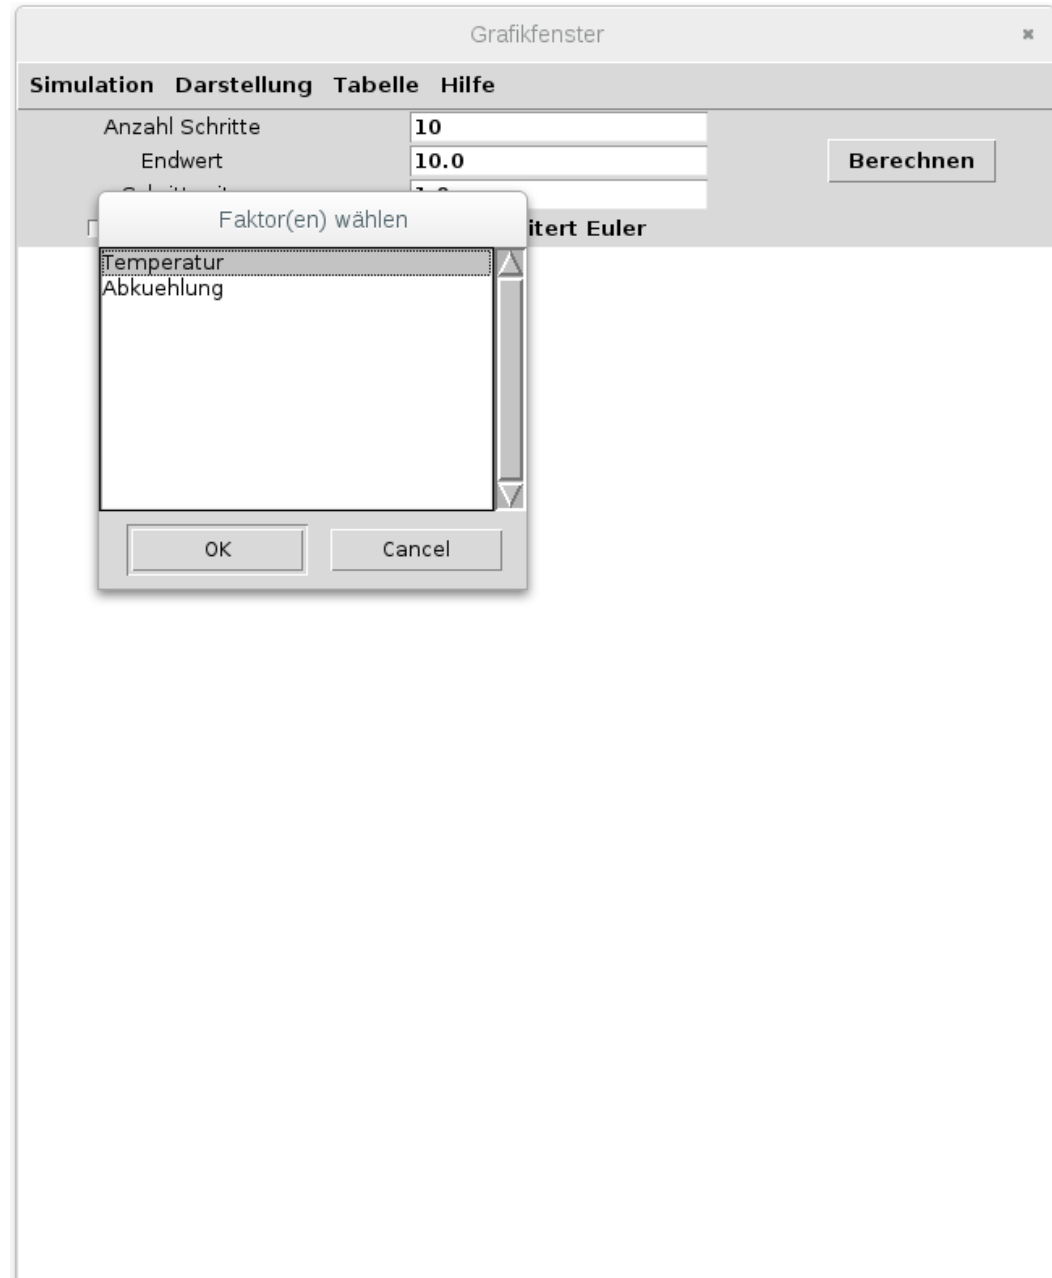 Grafikfenster
Simulation Darstellung Tabelle Hilfe
Anzahl Schritte 10
Endwert 10.0
Berechnen
Faktor(en) wählen
itert Euler
Temperatur
Abkuehlung
OK Cancel